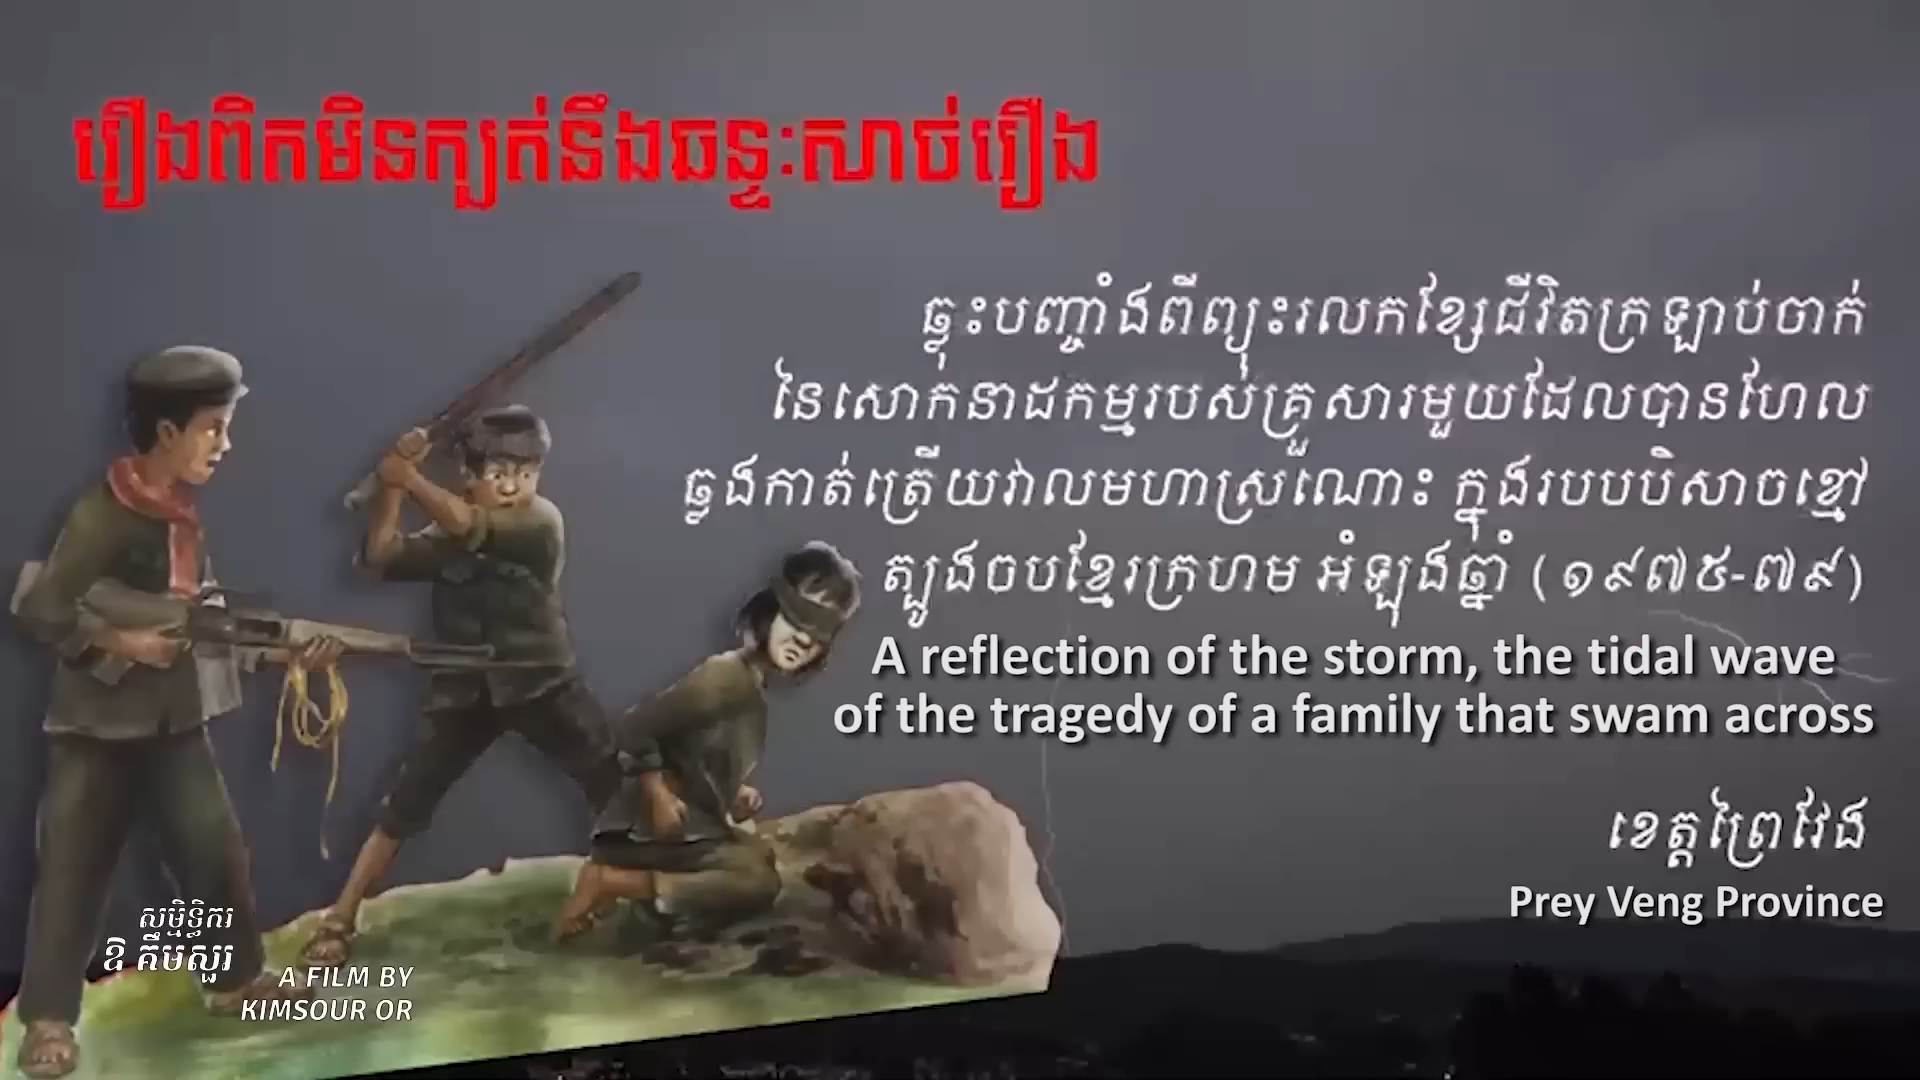 រឿងពិតមិនក្បត់នឹងឆន្ទៈសាច់រឿង
ឆ្លុះបញ្ចាំងពីព្យុះរលកខ្សែជីវិតក្រឡាប់ចាក់
នៃសោកនាដកម្មរបស់គ្រួសារមួយដែលបានហែល
ឆ្លងកាត់ត្រើយវាលមហាស្រណោះ ក្នុងរបបបិសាចខ្មៅ
ត្បូងចបខ្មែរក្រហម អំឡុងឆ្នាំ (១៩៧៥-៧៩)
A reflection of the storm, the tidal wave
of the tragedy of a family that swam across
ខេត្តព្រៃវែង
Prey Veng Province
សម្មិទ្ធិករ
ឱ គឹមសួរ
A FILM BY
KIMSOUR OR